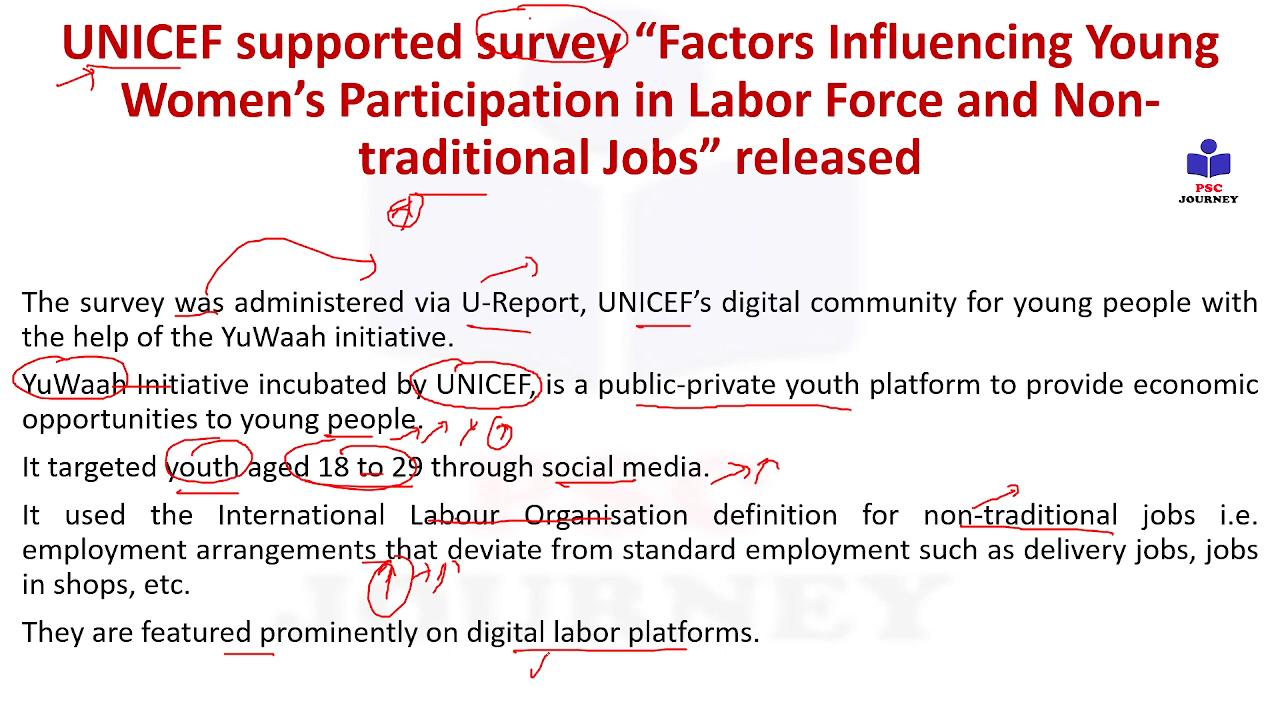 UNICEF supported survey “Factors Influencing Young
Women’s Participation in Labor Force and Non-
traditional Jobs” released
PSC
JOURNEY
The survey was administered via U-Report, UNICEF’s digital community for young people with
the help of the YuWaah initiative.
YuWaah Initiative incubated by UNICEF, is a public-private youth platform to provide economic
opportunities to young people.
It targeted youth aged 18 to 29 through social media.
It used the International Labour Organisation definition for non-traditional jobs i.e.
employment arrangements that deviate from standard employment such as delivery jobs, jobs
in shops, etc.
JOURNEY
They are featured prominently on digital labor platforms.